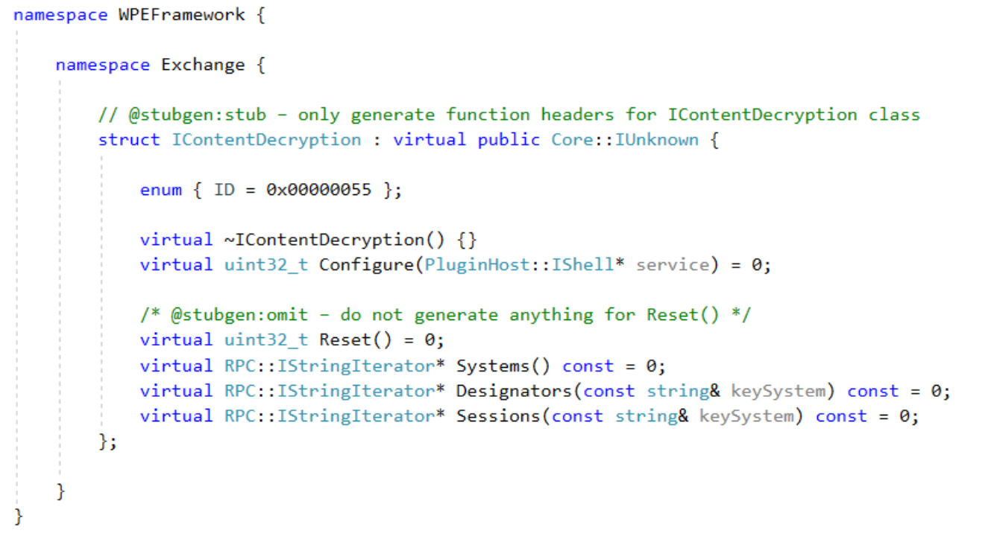 namespace WPEFramework {
namespace Exchange {
// @stubgen:stub – only generate function headers for IContentDecryption class
struct IContentDecryption : virtual public Core::IUnknown {
enum { ID = 0x00000055 };
virtual ~IContentDecryption() {}
virtual uint32_t Configure(PluginHost::IShell* service) = 0;
/* @stubgen:omit – do not generate anything for Reset() */
virtual uint32_t Reset() = 0;
virtual RPC::IStringIterator* Systems() const = 0;
virtual RPC::IStringIterator* Designators(const string& keySystem) const = 0;
virtual RPC::IStringIterator* Sessions(const string& keySystem) const = 0;
};
}
}